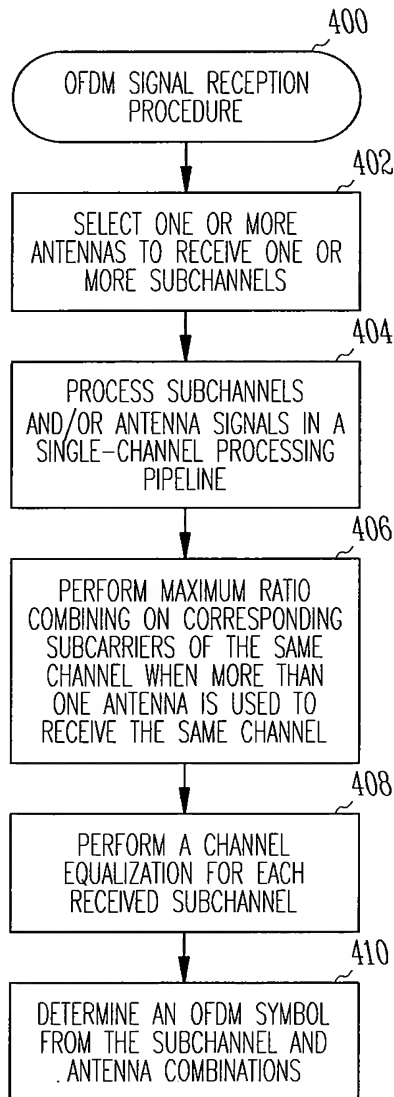 400
OFDM SIGNAL RECEPTION
PROCEDURE
402
SELECT ONE OR MORE
ANTENNAS TO RECEIVE ONE OR
MORE SUBCHANNELS
404
PROCESS SUBCHANNELS
AND/OR ANTENNA SIGNALS IN A
SINGLE-CHANNEL PROCESSING
PIPELINE
406
PERFORM MAXIMUM RATIO
COMBINING ON CORRESPONDING
SUBCARRIERS OF THE SAME
CHANNEL WHEN MORE THAN
ONE ANTENNA IS USED TO
RECEIVE THE SAME CHANNEL
408
PERFORM A CHANNEL
EQUALIZATION FOR EACH
RECEIVED SUBCHANNEL
410
DETERMINE AN OFDM SYMBOL
FROM THE SUBCHANNEL AND
ANTENNA COMBINATIONS